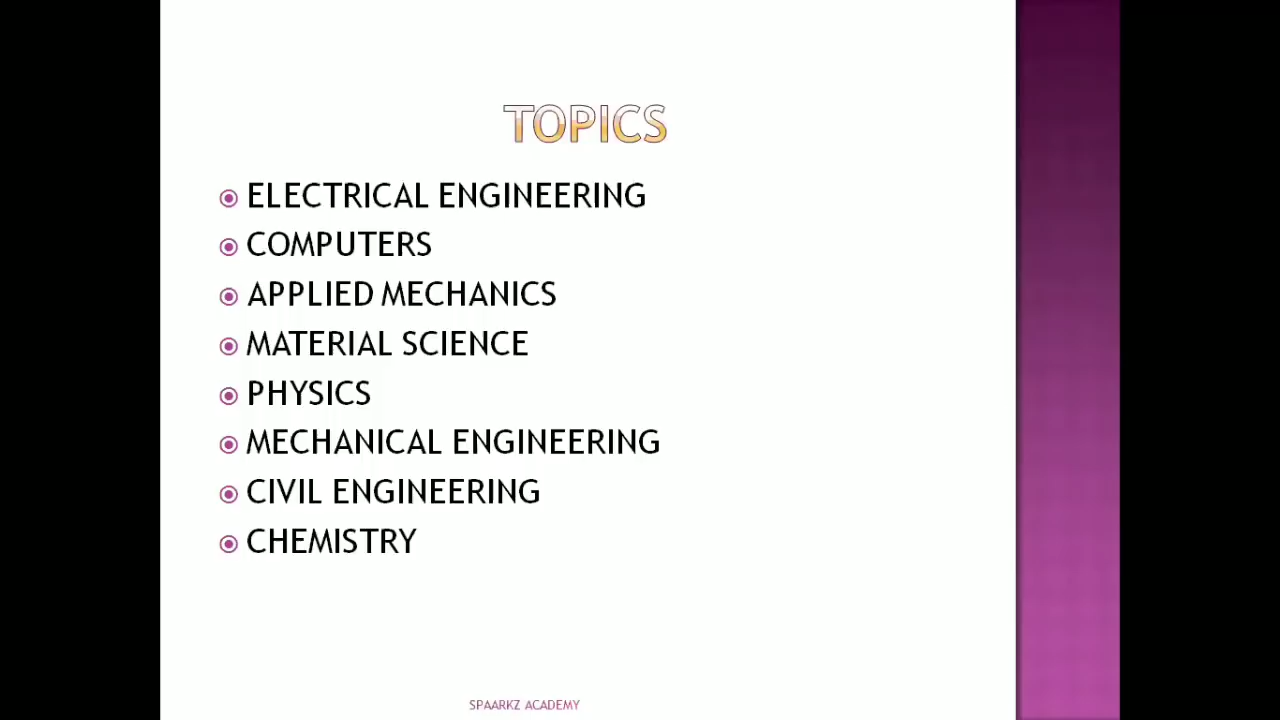 TOPICS
ELECTRICAL ENGINEERING
COMPUTERS
APPLIED MECHANICS
MATERIAL SCIENCE
PHYSICS
MECHANICAL ENGINEERING
CIVIL ENGINEERING
CHEMISTRY
SPAARKZ ACADEMY